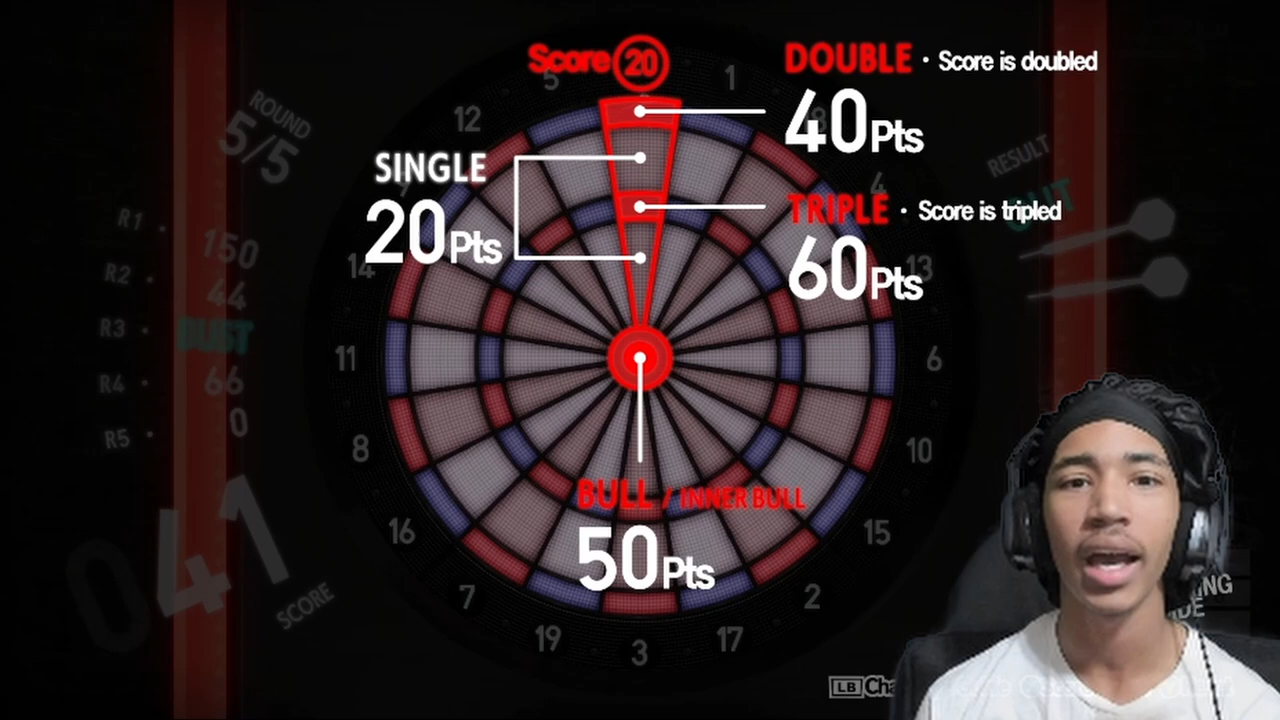 Score 20
DOUBLE · Score is doubled
40Pts
SINGLE
20Pts
TRIPLE · Score is tripled
60Pts
BULL / INNER BULL
50Pts
ROUND
5/5
RESULT
OUT
R1 · 150
R2 · 44
R3 · BUST
R4 · 66
R5 · 0
041
SCORE
5
1
12
4
14
13
11
6
8
10
16
15
7
2
19
17
3
LB Cha